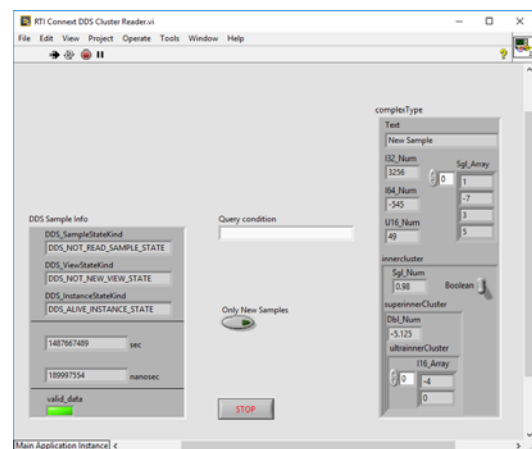 RTI Connext DDS Cluster Reader.vi
File Edit View Project Operate Tools Window Help
complexType
Text
New Sample
I32_Num
3256
Sgl_Array
0
1
-7
3
5
I64_Num
-545
U16_Num
49
DDS Sample Info
DDS_SampleStateKind
DDS_NOT_READ_SAMPLE_STATE
DDS_ViewStateKind
DDS_NOT_NEW_VIEW_STATE
DDS_InstanceStateKind
DDS_ALIVE_INSTANCE_STATE
1487667489 sec
189997554 nanosec
valid_data
Query condition
Only New Samples
STOP
innercluster
Sgl_Num
0.98
Boolean
superinnerCluster
Dbl_Num
-5.125
ultrainnerCluster
I16_Array
0
-4
0
Main Application Instance